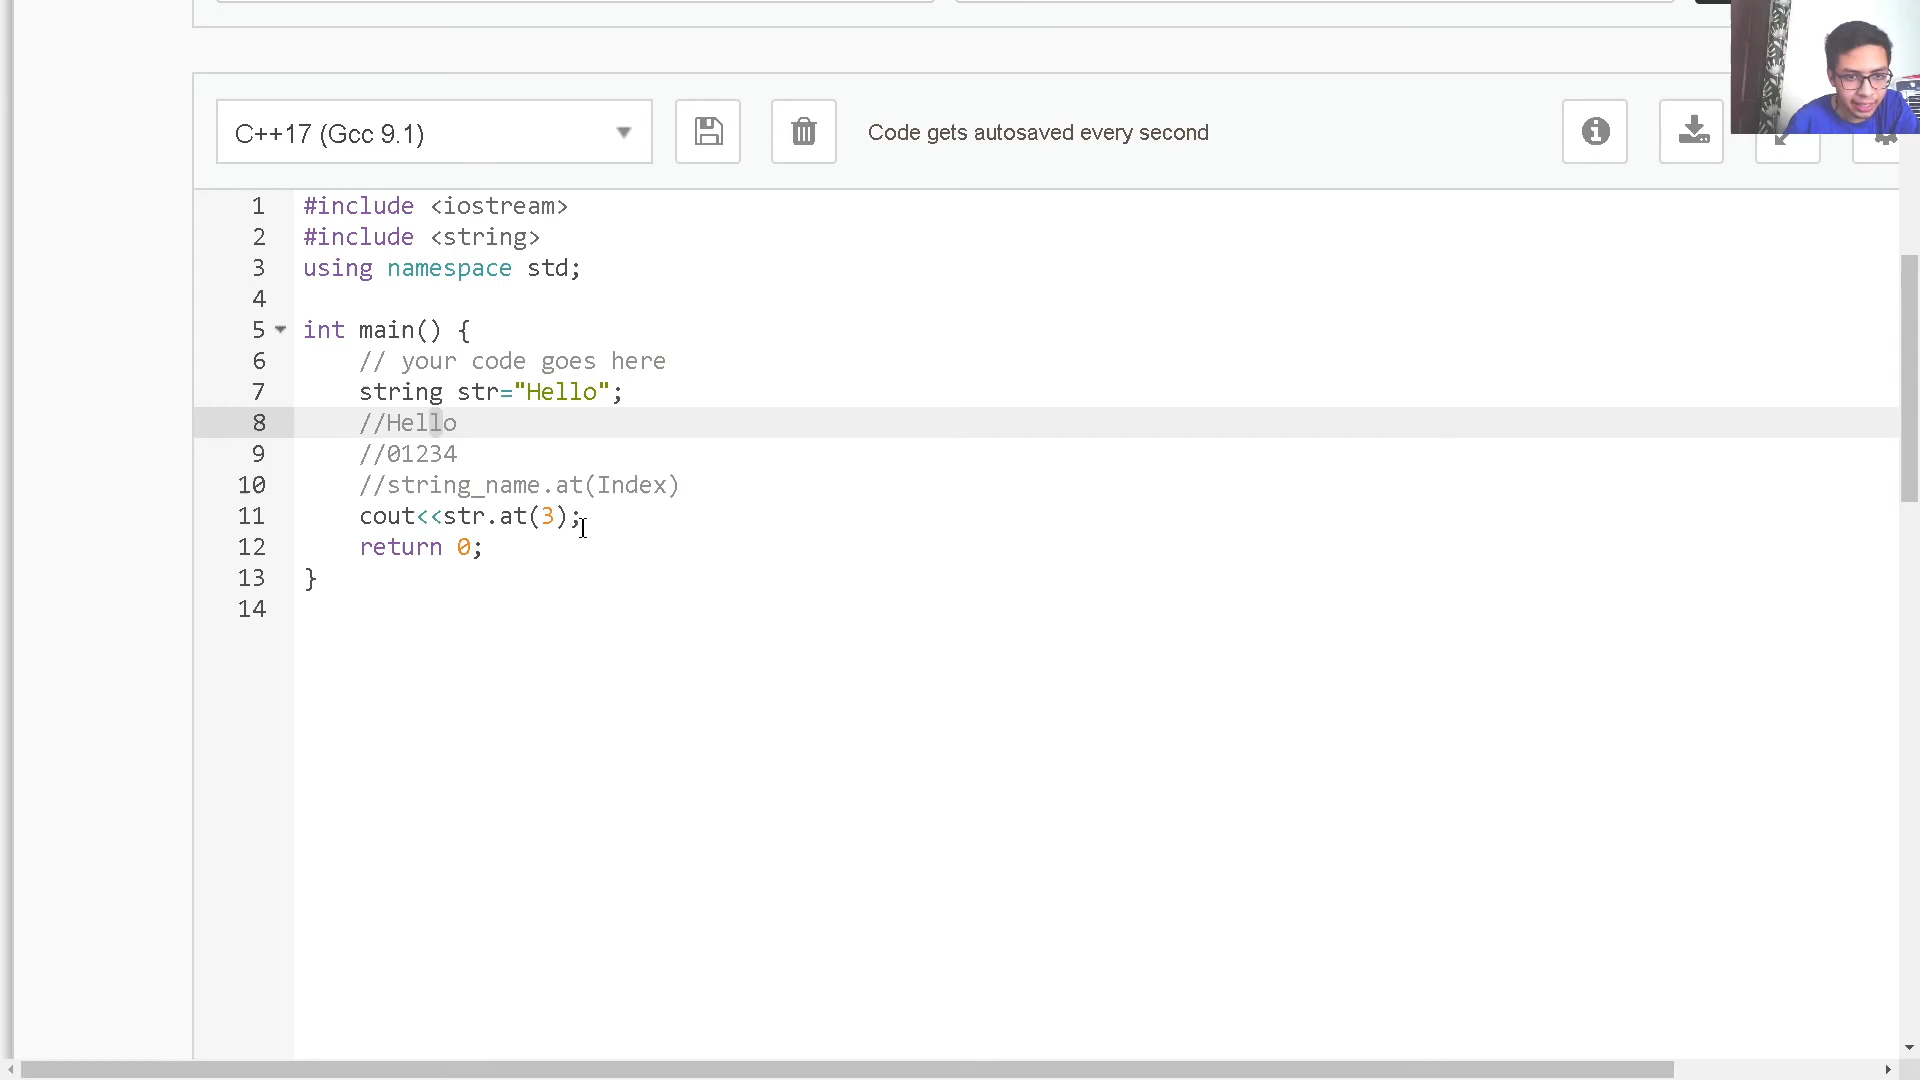 C++17 (Gcc 9.1)
Code gets autosaved every second
1 #include <iostream>
2 #include <string>
3 using namespace std;
4
5 int main() {
6 // your code goes here
7 string str="Hello";
8 //Hello
9 //01234
10 //string_name.at(Index)
11 cout<<str.at(3);
12 return 0;
13 }
14